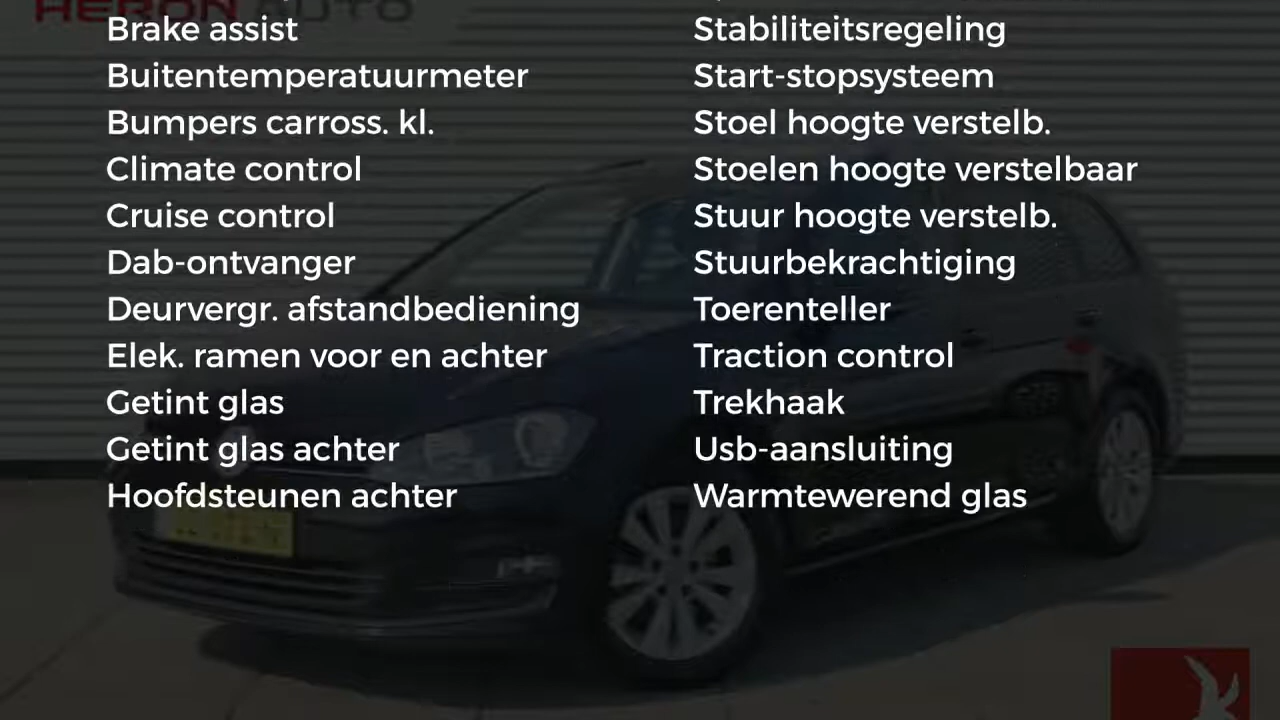 HERON AUTO
Brake assist
Buitentemperatuurmeter
Bumpers carross. kl.
Climate control
Cruise control
Dab-ontvanger
Deurvergr. afstandbediening
Elek. ramen voor en achter
Getint glas
Getint glas achter
Hoofdsteunen achter
Stabiliteitsregeling
Start-stopsysteem
Stoel hoogte verstelb.
Stoelen hoogte verstelbaar
Stuur hoogte verstelb.
Stuurbekrachtiging
Toerenteller
Traction control
Trekhaak
Usb-aansluiting
Warmtewerend glas